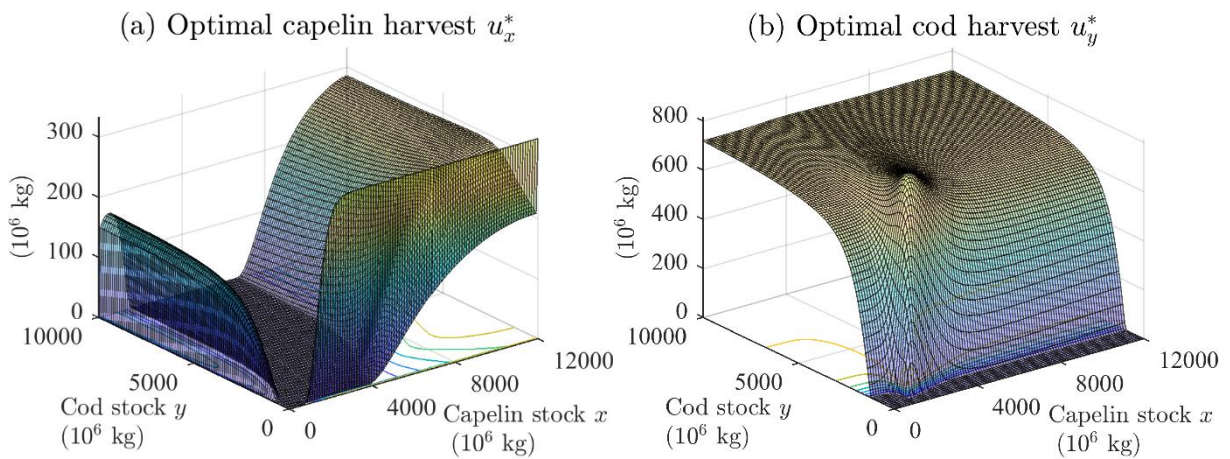 (a) Optimal capelin harvest $u_x^*$
300
200
100
0
(10⁶ kg)
10000
5000
0
Cod stock y
(10⁶ kg)
0
4000
8000
12000
Capelin stock x
(10⁶ kg)
(b) Optimal cod harvest $u_y^*$
800
600
400
200
0
(10⁶ kg)
10000
5000
0
Cod stock y
(10⁶ kg)
0
4000
8000
12000
Capelin stock x
(10⁶ kg)